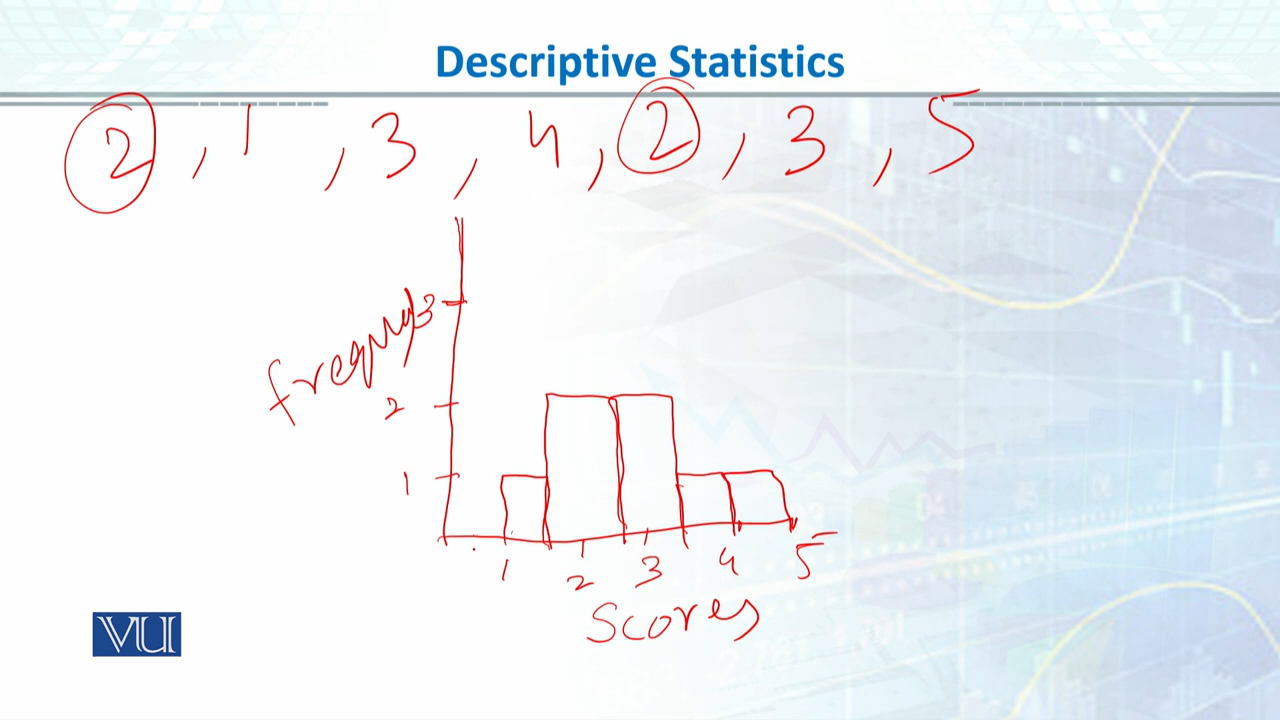 Descriptive Statistics
2, 1, 3, 4, 2, 3, 5
3
2
1
1 2 3 4 5
Scores
VU